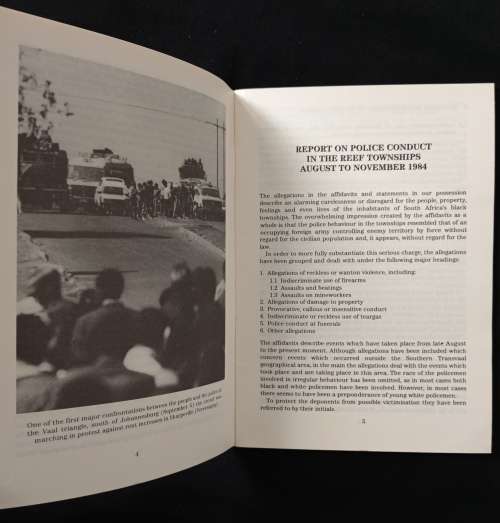 One of the first major confrontations between the people and the police in
the Vaal triangle, south of Johannesburg (September 3) the crowd was
marching in protest against rent increases in Sharpeville (Vereeniging).
4
REPORT ON POLICE CONDUCT
IN THE REEF TOWNSHIPS
AUGUST TO NOVEMBER 1984
The allegations in the affidavits and statements in our possession
describe an alarming carelessness or disregard for the people, property,
feelings and even lives of the inhabitants of South Africa's black
townships. The overwhelming impression created by the affidavits as a
whole is that the police behaviour in the townships resembled that of an
occupying foreign army controlling enemy territory by force without
regard for the civilian population and, it appears, without regard for the
law.
In order to more fully substantiate this serious charge, the allegations
have been grouped and dealt with under the following major headings:
1. Allegations of reckless or wanton violence, including:
1.1 Indiscriminate use of firearms
1.2 Assaults and beatings
1.3 Assaults on mineworkers
2. Allegations of damage to property
3. Provocative, callous or insensitive conduct
4. Indiscriminate or reckless use of teargas
5. Police conduct at funerals
6. Other allegations
The affidavits describe events which have taken place from late August
to the present moment. Although allegations have been included which
concern events which occurred outside the Southern Transvaal
geographical area, in the main the allegations deal with the events which
took place and are taking place in this area. The race of the policemen
involved in irregular behaviour has been omitted, as in most cases both
black and white policemen have been involved. However, in most cases
there seems to have been a preponderance of young white policemen.
To protect the deponents from possible victimisation they have been
referred to by their initials.
5